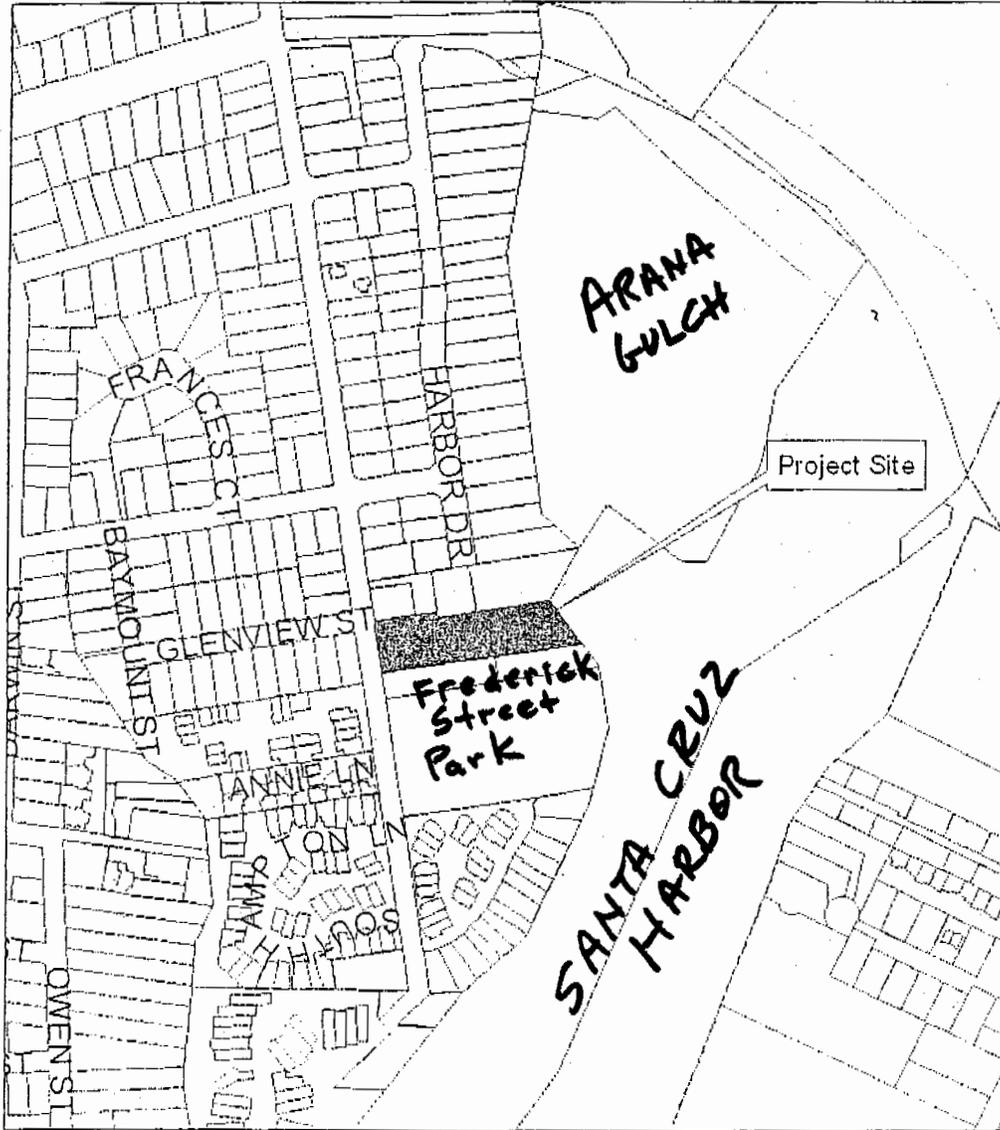 ARANA
GULCH
FRANCES CT
HARBOR DR
Project Site
BAYMOUNT ST
GLENVIEW ST
Frederick
Street
Park
ANNIE LN
SANTA CRUZ
HARBOR
OWEN ST